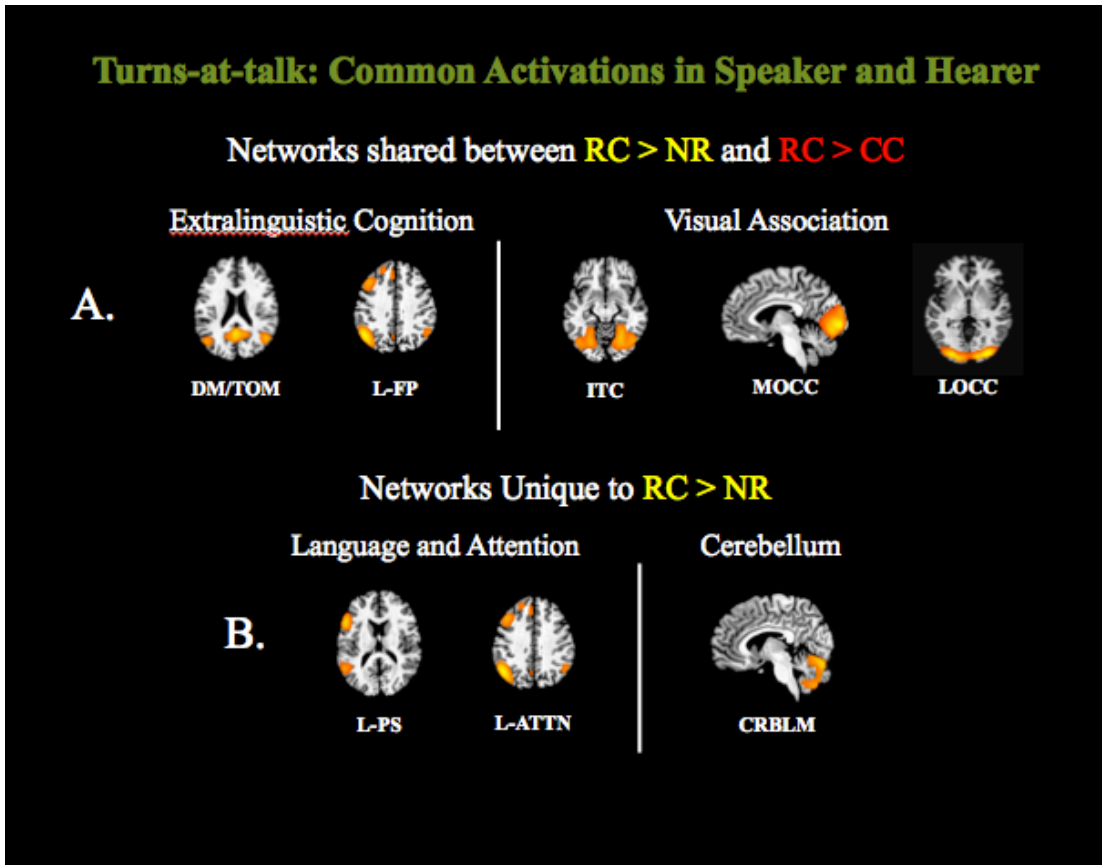 Turns-at-talk: Common Activations in Speaker and Hearer
Networks shared between RC > NR and RC > CC
Extralinguistic Cognition
Visual Association
A.
DM/TOM
L-FP
ITC
MOCC
LOCC
Networks Unique to RC > NR
Language and Attention
Cerebellum
B.
L-PS
L-ATTN
CRBLM